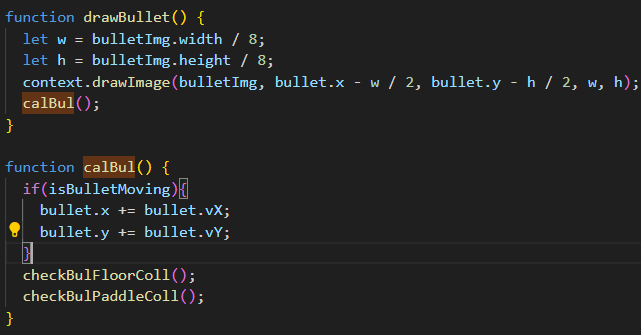 function drawBullet() {
let w = bulletImg.width / 8;
let h = bulletImg.height / 8;
context.drawImage(bulletImg, bullet.x - w / 2, bullet.y - h / 2, w, h);
calBul();
}
function calBul() {
if(isBulletMoving){
bullet.x += bullet.vX;
bullet.y += bullet.vY;
}
checkBulFloorColl();
checkBulPaddleColl();
}